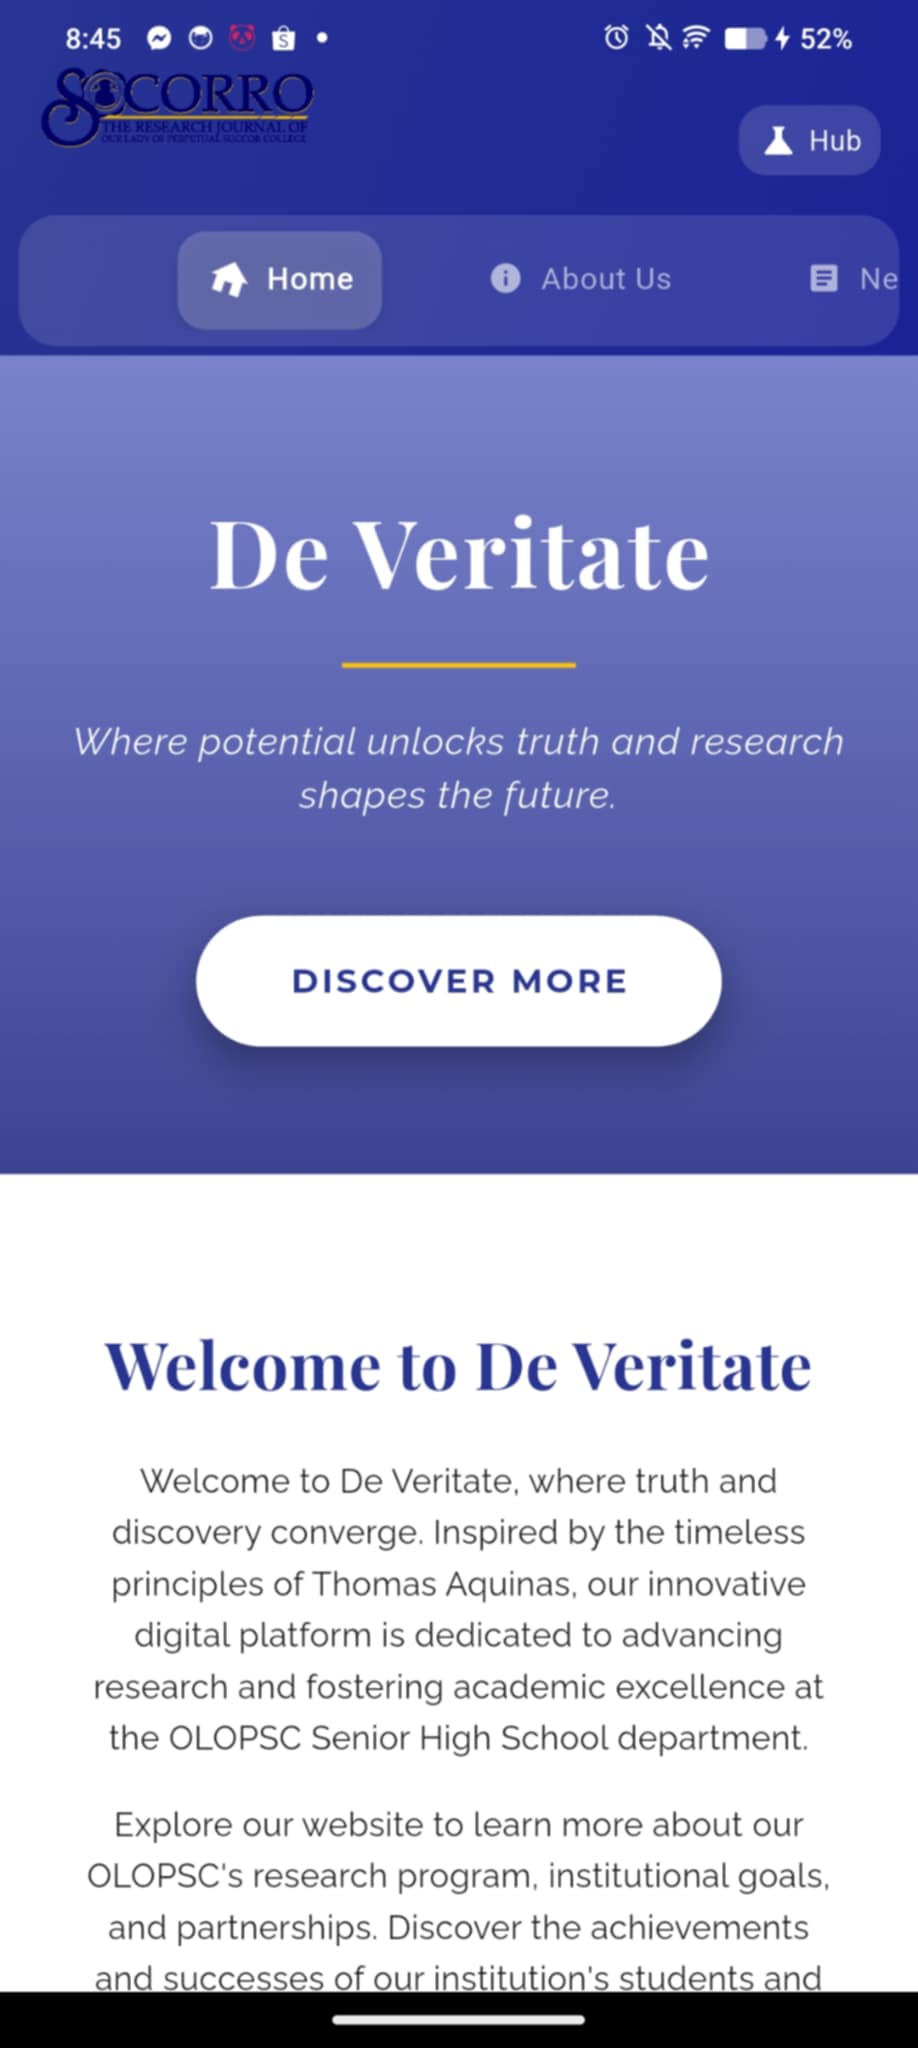 8:45
52%
SOCORRO
THE RESEARCH JOURNAL OF
OUR LADY OF PERPETUAL SUCCOR COLLEGE
Hub
Home
About Us
Ne
De Veritate
Where potential unlocks truth and research
shapes the future.
DISCOVER MORE
Welcome to De Veritate
Welcome to De Veritate, where truth and
discovery converge. Inspired by the timeless
principles of Thomas Aquinas, our innovative
digital platform is dedicated to advancing
research and fostering academic excellence at
the OLOPSC Senior High School department.
Explore our website to learn more about our
OLOPSC's research program, institutional goals,
and partnerships. Discover the achievements
and successes of our institution's students and